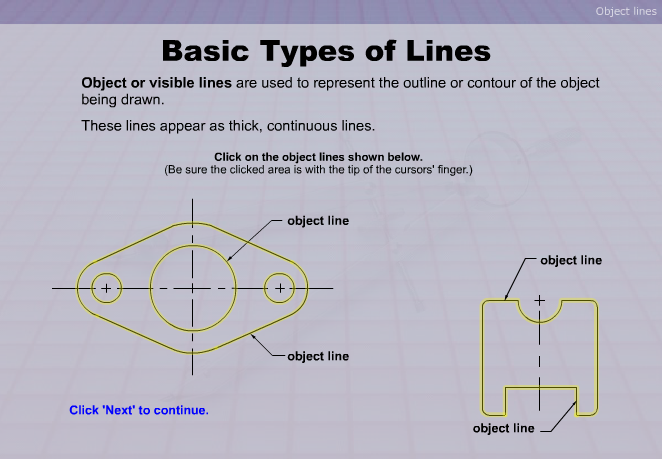 Object lines
Basic Types of Lines
Object or visible lines are used to represent the outline or contour of the object
being drawn.
These lines appear as thick, continuous lines.
Click on the object lines shown below.
(Be sure the clicked area is with the tip of the cursors' finger.)
object line
object line
object line
Click 'Next' to continue.
object line